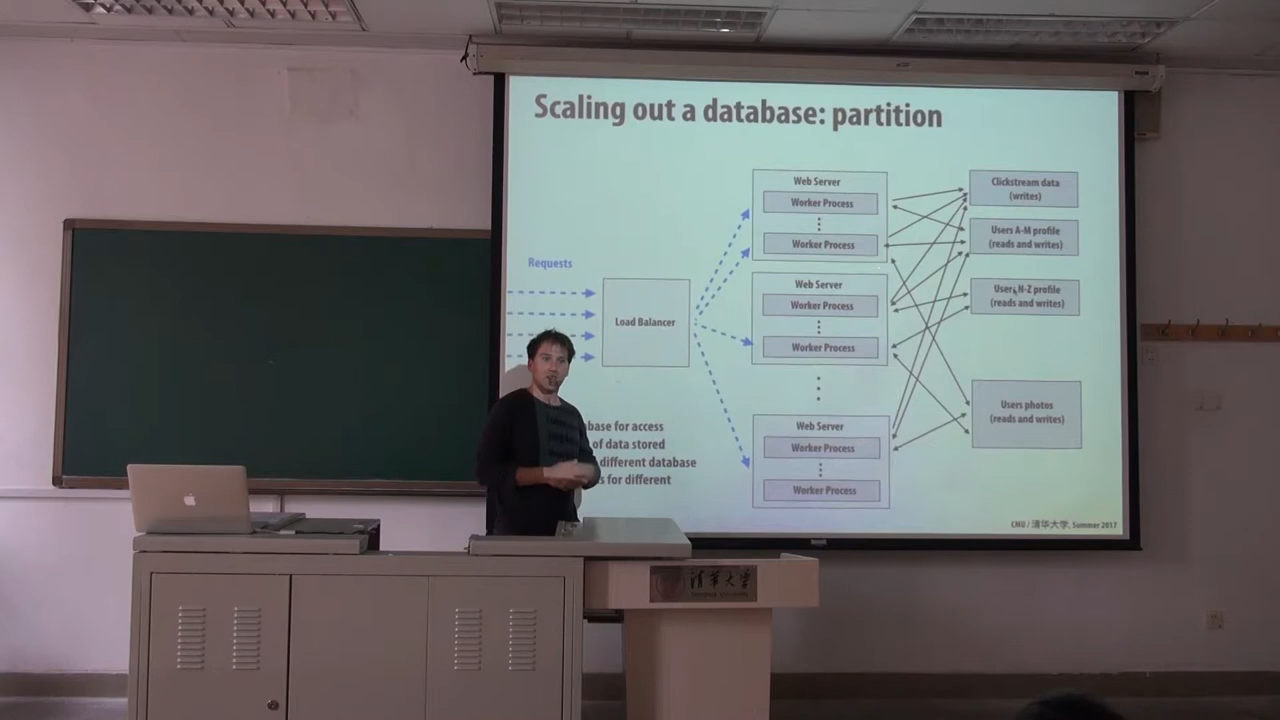 Scaling out a database: partition
Requests
Load Balancer
Web Server
Worker Process
Worker Process
Web Server
Worker Process
Worker Process
Web Server
Worker Process
Worker Process
Clickstream data
(writes)
Users A-M profile
(reads and writes)
Users N-Z profile
(reads and writes)
Users photos
(reads and writes)
for access
of data stored
different database
for different
CMU / 清华大学, Summer 2017
清华大学